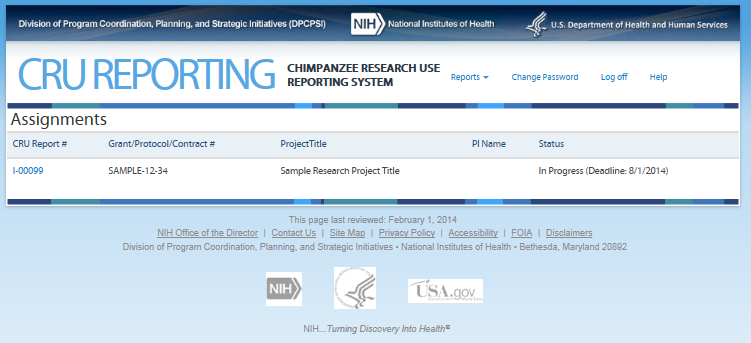 Division of Program Coordination, Planning, and Strategic Initiatives (DPCPSI) NIH National Institutes of Health U.S. Department of Health and Human Services
CRU REPORTING
CHIMPANZEE RESEARCH USE
REPORTING SYSTEM
Reports Change Password Log off Help
Assignments
CRU Report # Grant/Protocol/Contract # ProjectTitle PI Name Status
I-00099 SAMPLE-12-34 Sample Research Project Title In Progress (Deadline: 8/1/2014)
This page last reviewed: February 1, 2014
NIH Office of the Director | Contact Us | Site Map | Privacy Policy | Accessibility | FOIA | Disclaimers
Division of Program Coordination, Planning, and Strategic Initiatives • National Institutes of Health • Bethesda, Maryland 20892
NIH USA.gov
NIH...Turning Discovery Into Health®